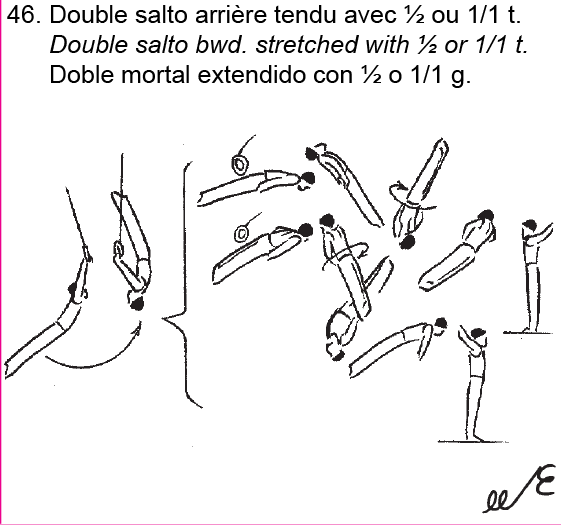 46. Double salto arrière tendu avec ½ ou 1/1 t.
Double salto bwd. stretched with ½ or 1/1 t.
Doble mortal extendido con ½ o 1/1 g.